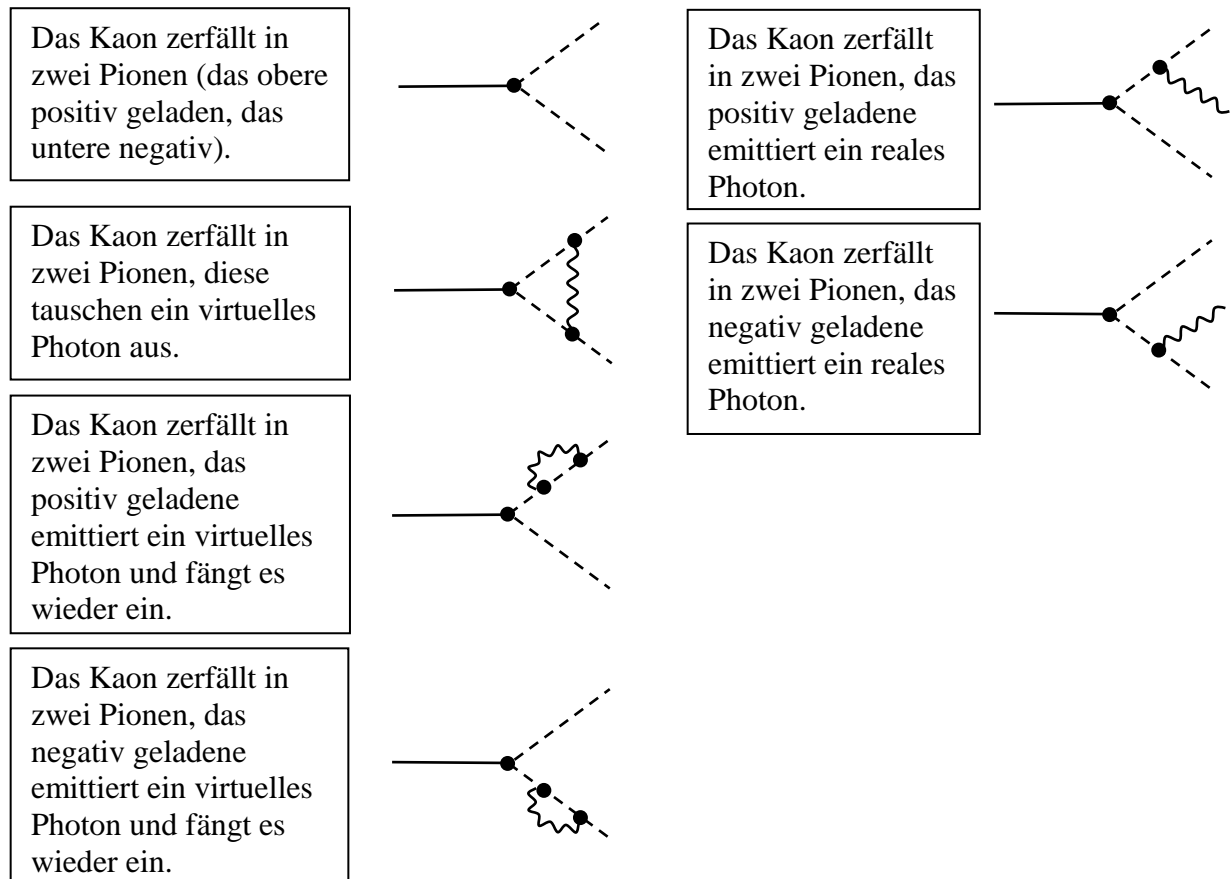 Das Kaon zerfällt in
zwei Pionen (das obere
positiv geladen, das
untere negativ).
Das Kaon zerfällt in
zwei Pionen, diese
tauschen ein virtuelles
Photon aus.
Das Kaon zerfällt in
zwei Pionen, das
positiv geladene
emittiert ein virtuelles
Photon und fängt es
wieder ein.
Das Kaon zerfällt in
zwei Pionen, das
negativ geladene
emittiert ein virtuelles
Photon und fängt es
wieder ein.
Das Kaon zerfällt
in zwei Pionen, das
positiv geladene
emittiert ein reales
Photon.
Das Kaon zerfällt
in zwei Pionen, das
negativ geladene
emittiert ein reales
Photon.